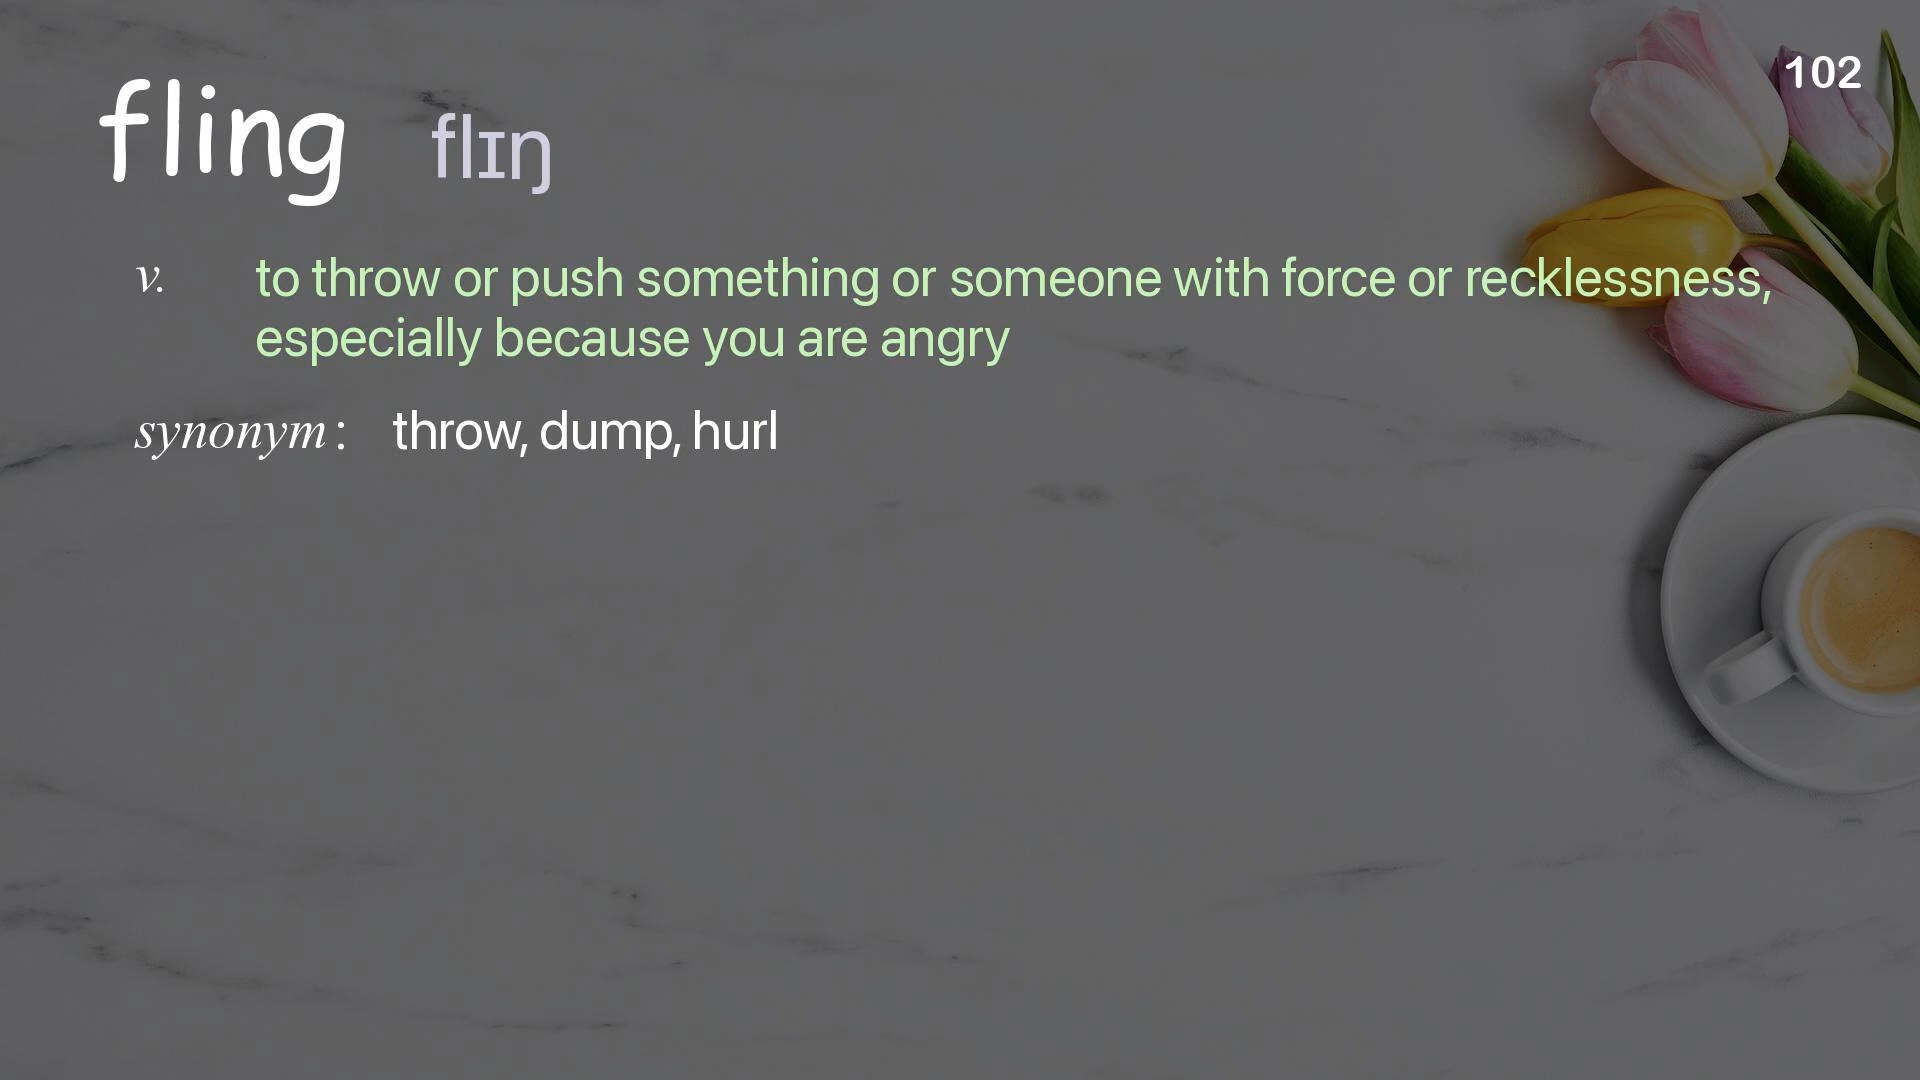 102
fling flɪŋ
v. to throw or push something or someone with force or recklessness,
especially because you are angry
synonym: throw, dump, hurl